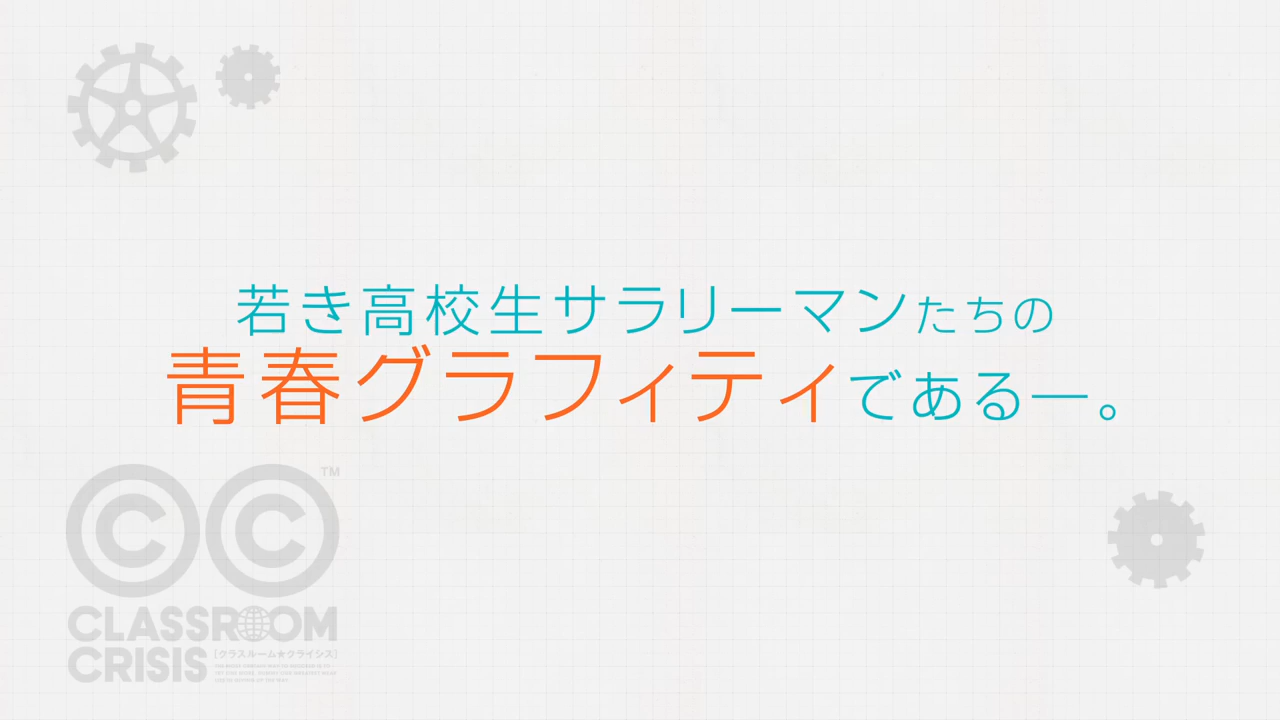 若き高校生サラリーマンたちの
青春グラフィティである―。
TM
CLASSROOM
CRISIS
[クラスルーム★クライシス]